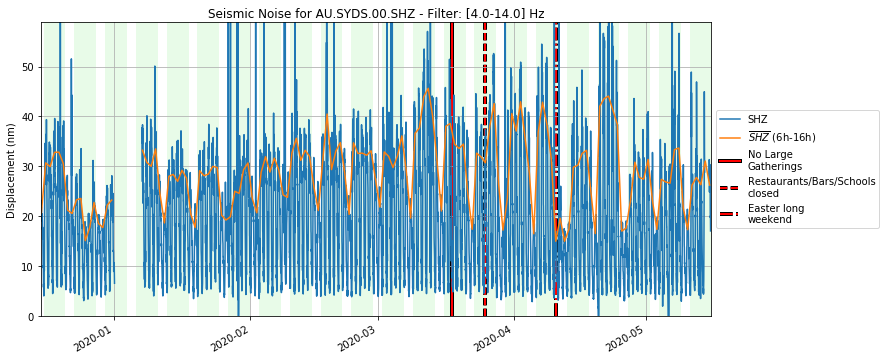 Seismic Noise for AU.SYDS.00.SHZ - Filter: [4.0-14.0] Hz
Displacement (nm)
50
40
30
20
10
0
2020-01
2020-02
2020-03
2020-04
2020-05
SHZ
SHZ (6h-16h)
No Large
Gatherings
Restaurants/Bars/Schools
closed
Easter long
weekend